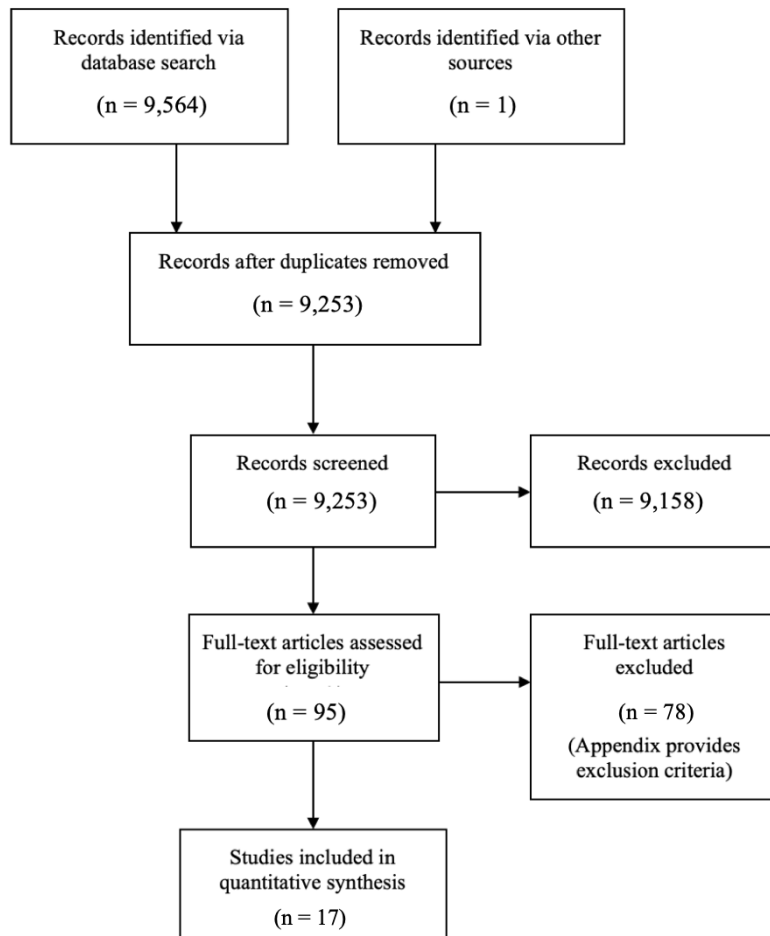 Records identified via
database search
(n = 9,564)
Records identified via other
sources
(n = 1)
Records after duplicates removed
(n = 9,253)
Records screened
(n = 9,253)
Records excluded
(n = 9,158)
Full-text articles assessed
for eligibility
(n = 95)
Full-text articles
excluded
(n = 78)
(Appendix provides
exclusion criteria)
Studies included in
quantitative synthesis
(n = 17)